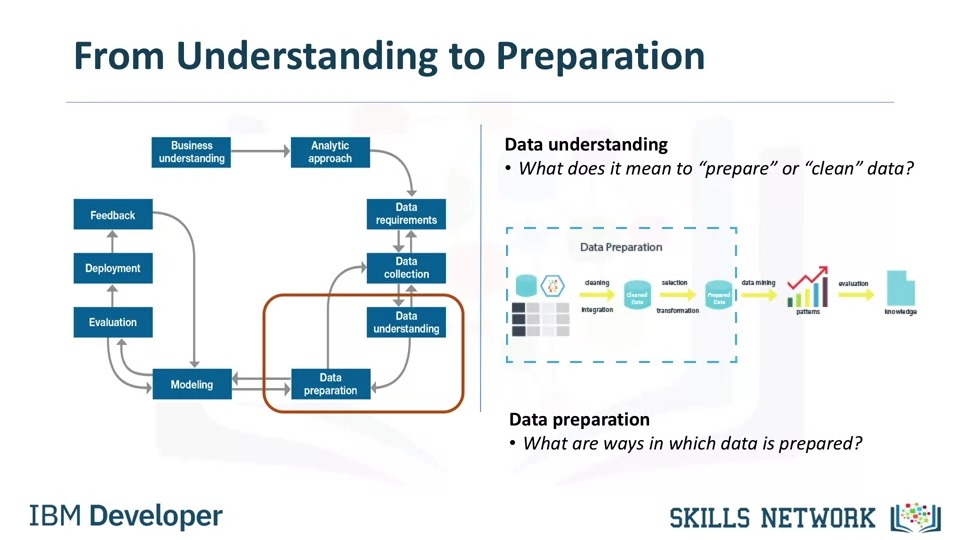 From Understanding to Preparation
Business
understanding
Analytic
approach
Feedback
Data
requirements
Deployment
Data
collection
Evaluation
Data
understanding
Modeling
Data
preparation
Data understanding
• What does it mean to “prepare” or “clean” data?
Data Preparation
cleaning
integration
Cleaned
Data
selection
transformation
Prepared
Data
data mining
patterns
evaluation
knowledge
Data preparation
• What are ways in which data is prepared?
IBM Developer
SKILLS NETWORK